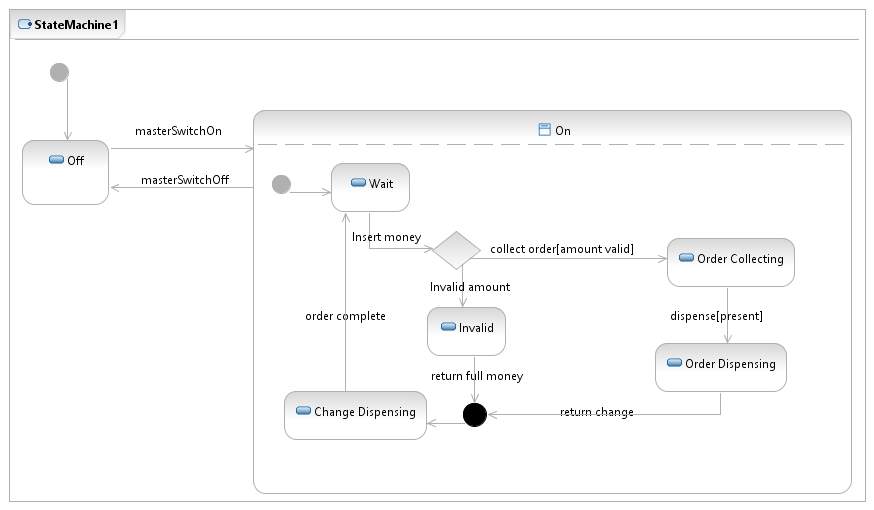 StateMachine1
masterSwitchOn
On
Off
masterSwitchOff
Wait
Insert money
collect order[amount valid]
Order Collecting
Invalid amount
order complete
dispense[present]
Invalid
Order Dispensing
return full money
Change Dispensing
return change